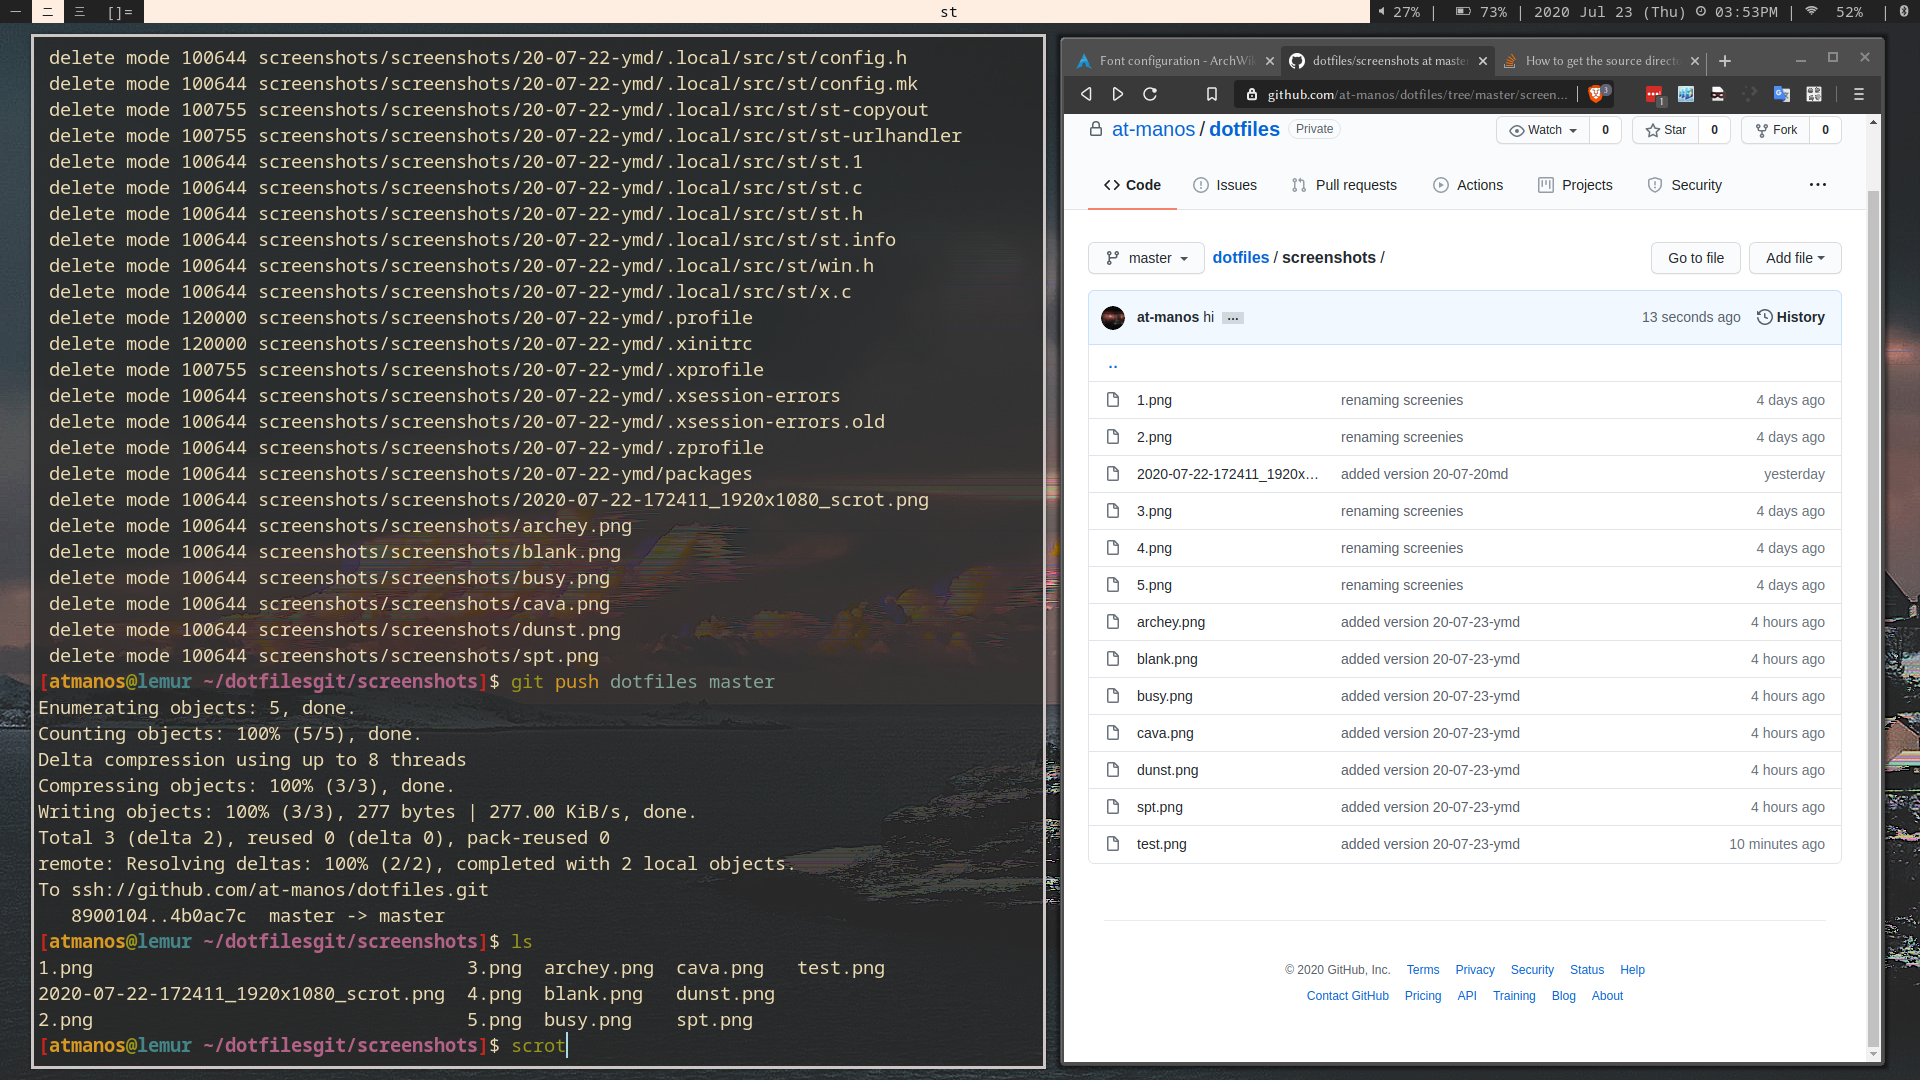 一 二 三 []= st 27% | 73% | 2020 Jul 23 (Thu) 03:53PM | 52% |
delete mode 100644 screenshots/screenshots/20-07-22-ymd/.local/src/st/config.h
delete mode 100644 screenshots/screenshots/20-07-22-ymd/.local/src/st/config.mk
delete mode 100755 screenshots/screenshots/20-07-22-ymd/.local/src/st/st-copyout
delete mode 100755 screenshots/screenshots/20-07-22-ymd/.local/src/st/st-urlhandler
delete mode 100644 screenshots/screenshots/20-07-22-ymd/.local/src/st/st.1
delete mode 100644 screenshots/screenshots/20-07-22-ymd/.local/src/st/st.c
delete mode 100644 screenshots/screenshots/20-07-22-ymd/.local/src/st/st.h
delete mode 100644 screenshots/screenshots/20-07-22-ymd/.local/src/st/st.info
delete mode 100644 screenshots/screenshots/20-07-22-ymd/.local/src/st/win.h
delete mode 100644 screenshots/screenshots/20-07-22-ymd/.local/src/st/x.c
delete mode 120000 screenshots/screenshots/20-07-22-ymd/.profile
delete mode 120000 screenshots/screenshots/20-07-22-ymd/.xinitrc
delete mode 100755 screenshots/screenshots/20-07-22-ymd/.xprofile
delete mode 100644 screenshots/screenshots/20-07-22-ymd/.xsession-errors
delete mode 100644 screenshots/screenshots/20-07-22-ymd/.xsession-errors.old
delete mode 100644 screenshots/screenshots/20-07-22-ymd/.zprofile
delete mode 100644 screenshots/screenshots/20-07-22-ymd/packages
delete mode 100644 screenshots/screenshots/2020-07-22-172411_1920x1080_scrot.png
delete mode 100644 screenshots/screenshots/archey.png
delete mode 100644 screenshots/screenshots/blank.png
delete mode 100644 screenshots/screenshots/busy.png
delete mode 100644 screenshots/screenshots/cava.png
delete mode 100644 screenshots/screenshots/dunst.png
delete mode 100644 screenshots/screenshots/spt.png
[atmanos@lemur ~/dotfilesgit/screenshots]$ git push dotfiles master
Enumerating objects: 5, done.
Counting objects: 100% (5/5), done.
Delta compression using up to 8 threads
Compressing objects: 100% (3/3), done.
Writing objects: 100% (3/3), 277 bytes | 277.00 KiB/s, done.
Total 3 (delta 2), reused 0 (delta 0), pack-reused 0
remote: Resolving deltas: 100% (2/2), completed with 2 local objects.
To ssh://github.com/at-manos/dotfiles.git
8900104..4b0ac7c master -> master
[atmanos@lemur ~/dotfilesgit/screenshots]$ ls
1.png 3.png archey.png cava.png test.png
2020-07-22-172411_1920x1080_scrot.png 4.png blank.png dunst.png
2.png 5.png busy.png spt.png
[atmanos@lemur ~/dotfilesgit/screenshots]$ scrot
Font configuration - ArchWi dotfiles/screenshots at master How to get the source direct
github.com/at-manos/dotfiles/tree/master/screen... 3 1
at-manos / dotfiles Private Watch 0 Star 0 Fork 0
Code Issues Pull requests Actions Projects Security ...
master dotfiles / screenshots / Go to file Add file
at-manos hi ... 13 seconds ago History
..
1.png renaming screenies 4 days ago
2.png renaming screenies 4 days ago
2020-07-22-172411_1920x... added version 20-07-20md yesterday
3.png renaming screenies 4 days ago
4.png renaming screenies 4 days ago
5.png renaming screenies 4 days ago
archey.png added version 20-07-23-ymd 4 hours ago
blank.png added version 20-07-23-ymd 4 hours ago
busy.png added version 20-07-23-ymd 4 hours ago
cava.png added version 20-07-23-ymd 4 hours ago
dunst.png added version 20-07-23-ymd 4 hours ago
spt.png added version 20-07-23-ymd 4 hours ago
test.png added version 20-07-23-ymd 10 minutes ago
© 2020 GitHub, Inc. Terms Privacy Security Status Help
Contact GitHub Pricing API Training Blog About